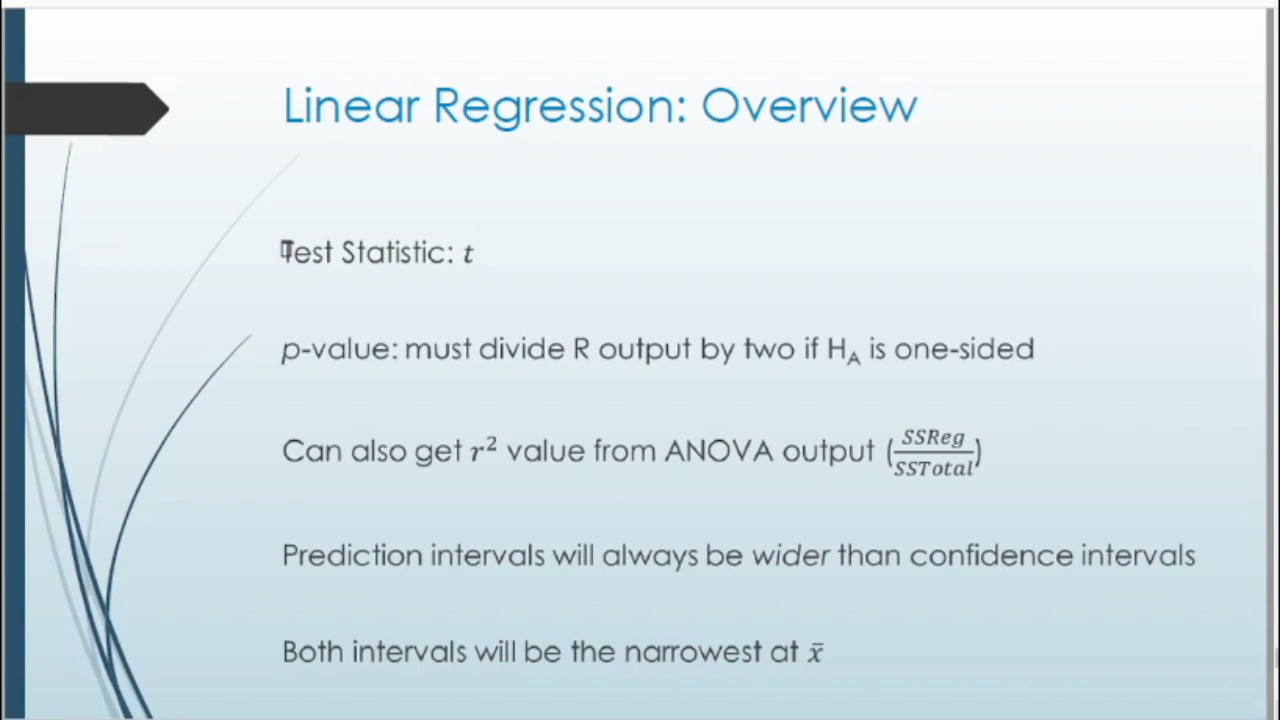 Linear Regression: Overview
Test Statistic: t
p-value: must divide R output by two if H_A is one-sided
Can also get r² value from ANOVA output (SSReg/SSTotal)
Prediction intervals will always be wider than confidence intervals
Both intervals will be the narrowest at x̄